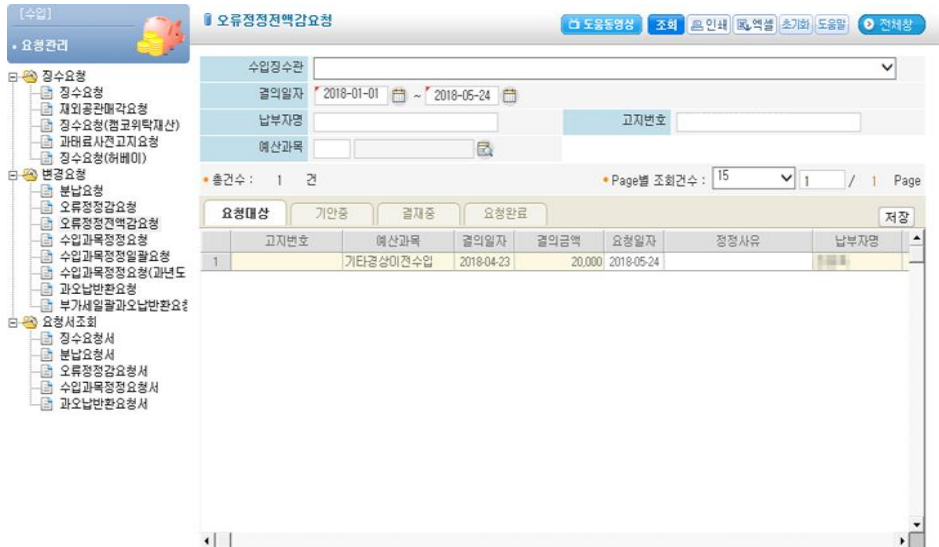 [수입]
• 요청관리
징수요청
징수요청
재외공관매각요청
징수요청(캠코위탁재산)
과태료사전고지요청
징수요청(허베이)
변경요청
분납요청
오류정정감요청
오류정정전액감요청
수입과목정정요청
수입과목정정일괄요청
수입과목정정요청(과년도
과오납반환요청
부가세일괄과오납반환요청
요청서조회
징수요청서
분납요청서
오류정정감요청서
수입과목정정요청서
과오납반환요청서
오류정정전액감요청
도움동영상 조회 인쇄 엑셀 초기화 도움말 전체창
수입징수관
결의일자 2018-01-01 ~ 2018-05-24
납부자명 고지번호
예산과목
• 총건수 : 1 건 • Page별 조회건수 : 15 1 / 1 Page
요청대상 기안중 결재중 요청완료 저장
고지번호 예산과목 결의일자 결의금액 요청일자 정정사유 납부자명
1 기타경상이전수입 2018-04-23 20,000 2018-05-24